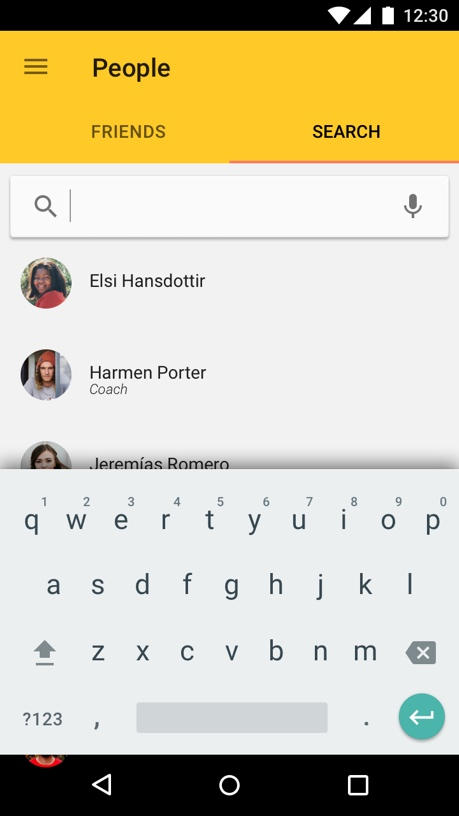 12:30
People
FRIENDS SEARCH
Elsi Hansdottir
Harmen Porter
Coach
Jeremías Romero
1 2 3 4 5 6 7 8 9 0
q w e r t y u i o p
a s d f g h j k l
z x c v b n m
?123 , .